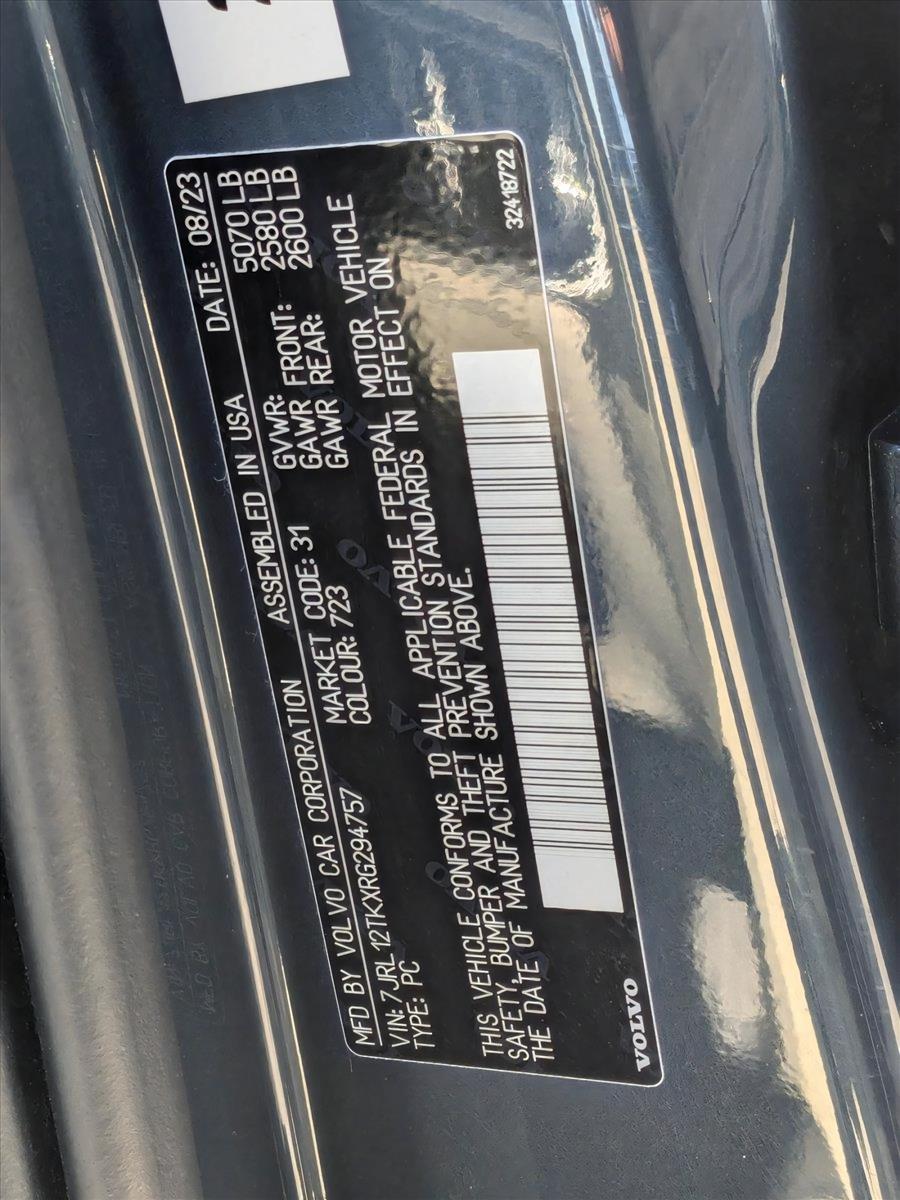 MFD BY VOLVO CAR CORPORATION ASSEMBLED IN USA DATE: 08/23
VIN: 7JRL12TKXRG294757 MARKET CODE: 31 GVWR: 5070 LB
TYPE: PC COLOUR: 723 GAWR FRONT: 2580 LB
GAWR REAR: 2600 LB
THIS VEHICLE CONFORMS TO ALL APPLICABLE FEDERAL MOTOR VEHICLE
SAFETY, BUMPER AND THEFT PREVENTION STANDARDS IN EFFECT ON
THE DATE OF MANUFACTURE SHOWN ABOVE.
VOLVO 32418722